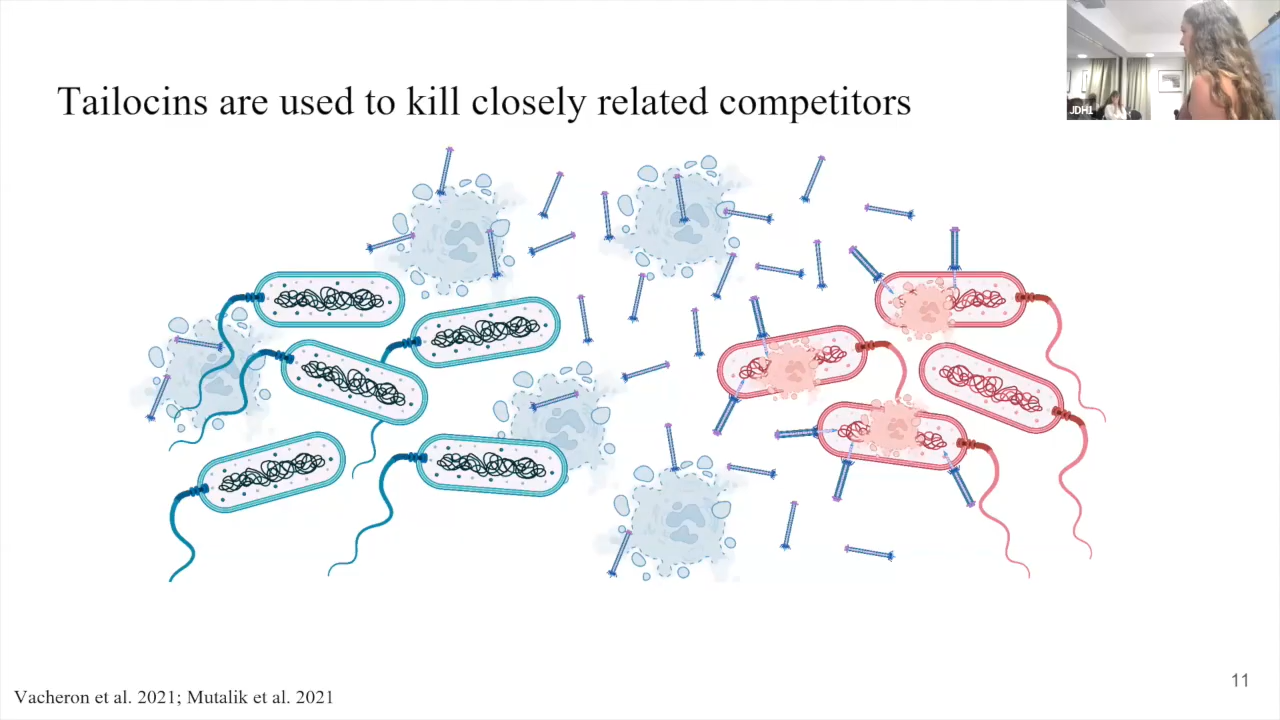 JDH1
Tailocins are used to kill closely related competitors
11
Vacheron et al. 2021; Mutalik et al. 2021